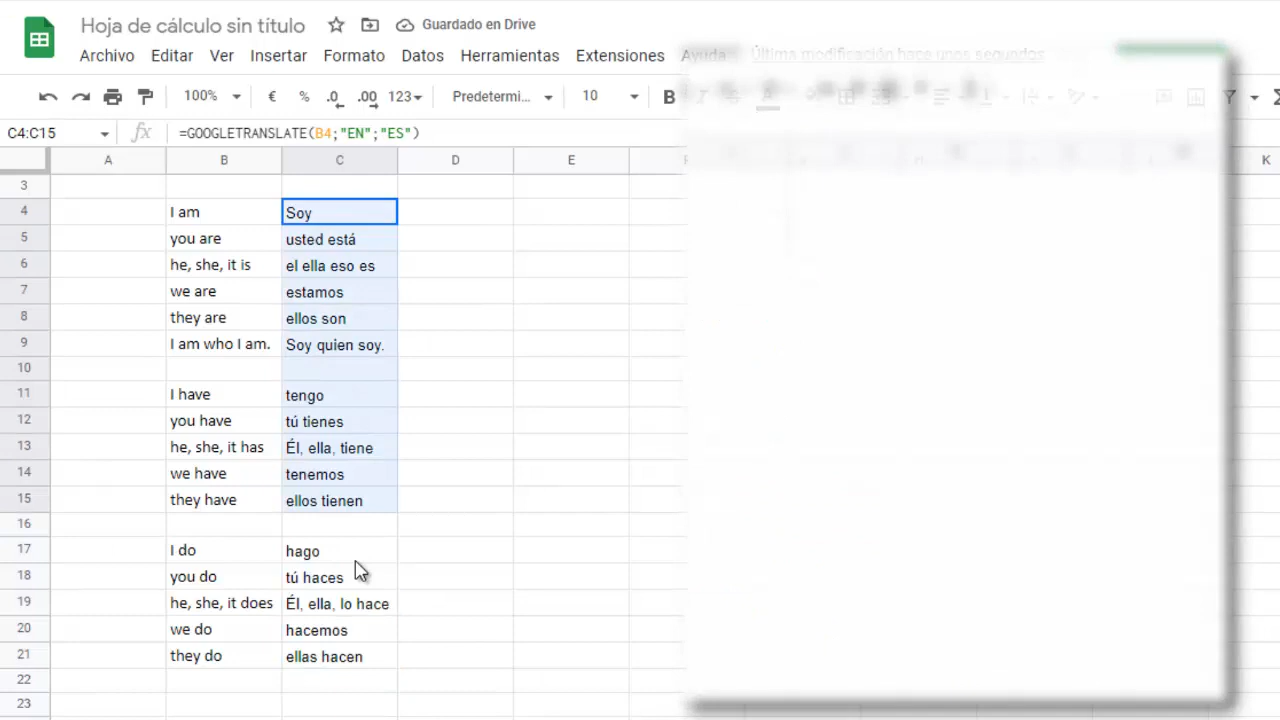 Hoja de cálculo sin título Guardado en Drive
Archivo Editar Ver Insertar Formato Datos Herramientas Extensiones Ayuda Última modificación hace unos segundos
100% € % .0 .00 123 Predetermi... 10 B
C4:C15 fx =GOOGLETRANSLATE(B4;"EN";"ES")
A B C D E K
3
4 I am Soy
5 you are usted está
6 he, she, it is el ella eso es
7 we are estamos
8 they are ellos son
9 I am who I am. Soy quien soy.
10
11 I have tengo
12 you have tú tienes
13 he, she, it has Él, ella, tiene
14 we have tenemos
15 they have ellos tienen
16
17 I do hago
18 you do tú haces
19 he, she, it does Él, ella, lo hace
20 we do hacemos
21 they do ellas hacen
22
23